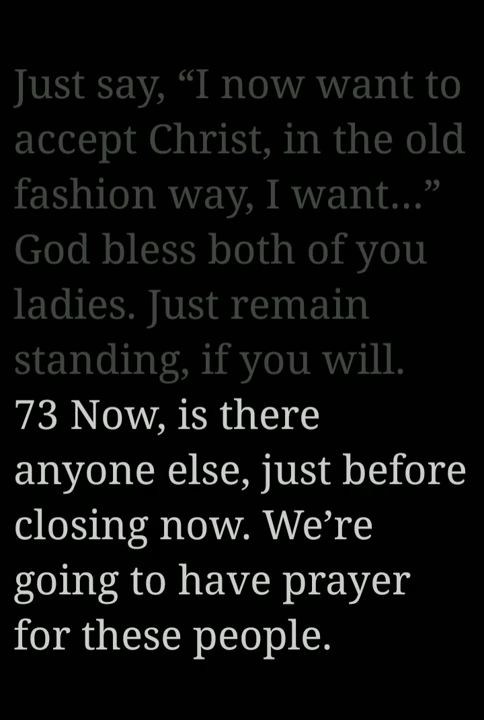 Just say, “I now want to
accept Christ, in the old
fashion way, I want...”
God bless both of you
ladies. Just remain
standing, if you will.
73 Now, is there
anyone else, just before
closing now. We’re
going to have prayer
for these people.